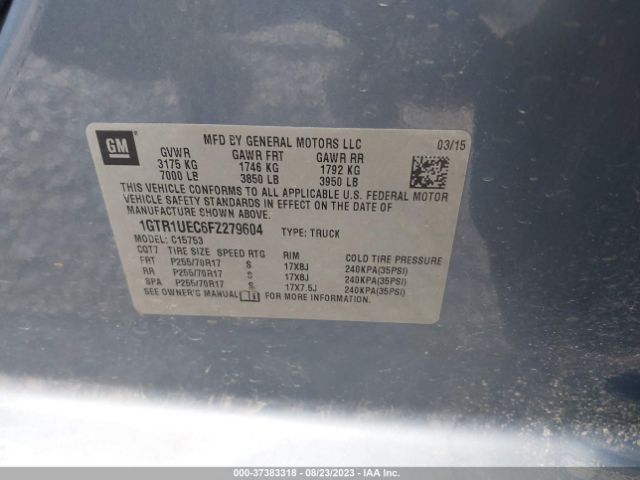 GM
MFD BY GENERAL MOTORS LLC 03/15
GVWR GAWR FRT GAWR RR
3175 KG 1746 KG 1792 KG
7000 LB 3850 LB 3950 LB
THIS VEHICLE CONFORMS TO ALL APPLICABLE U.S. FEDERAL MOTOR
VEHICLE SAFETY STANDARDS IN EFFECT ON THE DATE OF
MANUFACTURE SHOWN ABOVE.
1GTR1UEC6FZ279604 TYPE: TRUCK
MODEL: C15753
CGT7 TIRE SIZE SPEED RTG RIM COLD TIRE PRESSURE
FRT P255/70R17 S 17X8J 240KPA(35PSI)
RR P255/70R17 S 17X8J 240KPA(35PSI)
SPA P255/70R17 S 17X7.5J 240KPA(35PSI)
SEE OWNER'S MANUAL FOR MORE INFORMATION.
000-37383318 - 08/23/2023 - IAA Inc.